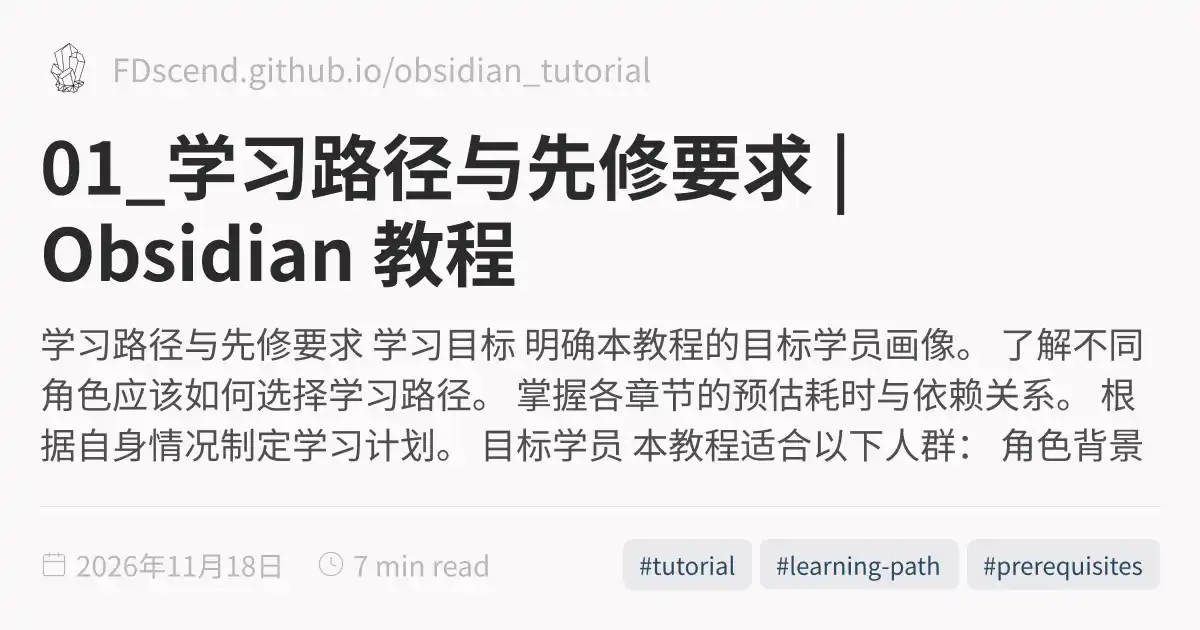 FDscend.github.io/obsidian_tutorial
01_学习路径与先修要求 |
Obsidian 教程
学习路径与先修要求 学习目标 明确本教程的目标学员画像。 了解不同
角色应该如何选择学习路径。 掌握各章节的预估耗时与依赖关系。 根
据自身情况制定学习计划。 目标学员 本教程适合以下人群： 角色背景
2026年11月18日 7 min read #tutorial #learning-path #prerequisites